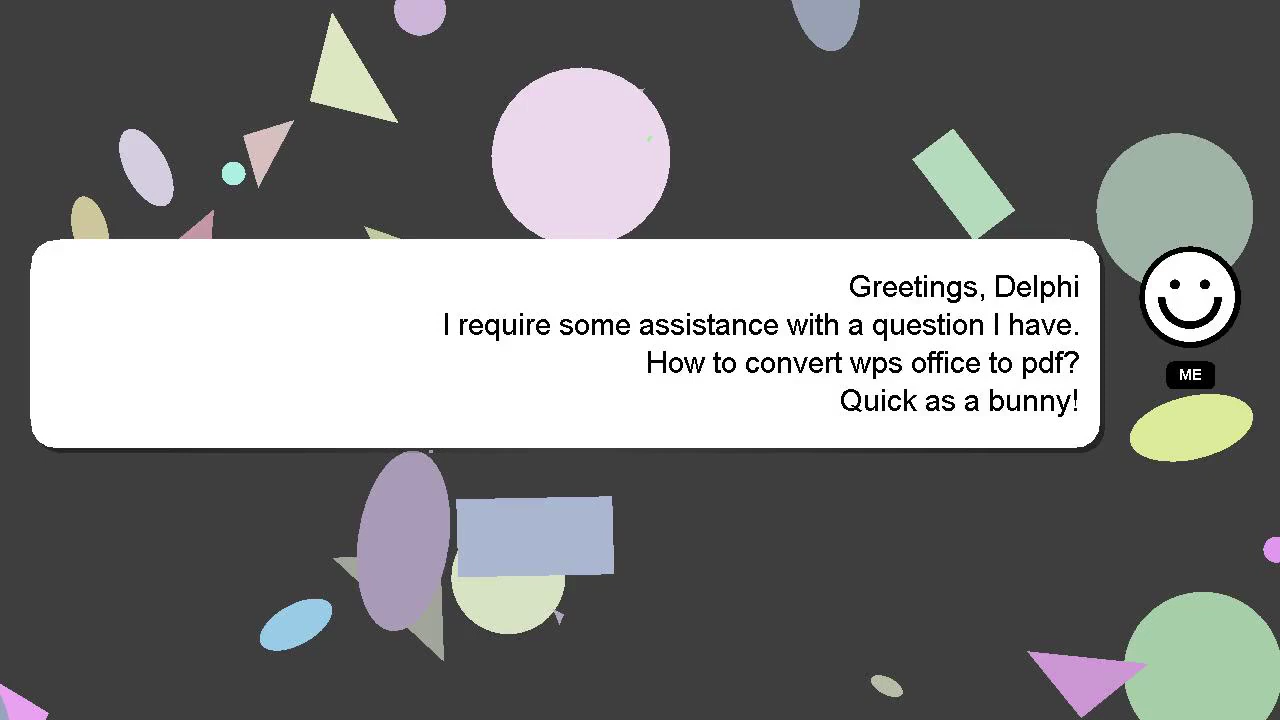 Greetings, Delphi
I require some assistance with a question I have.
How to convert wps office to pdf?
Quick as a bunny!
ME